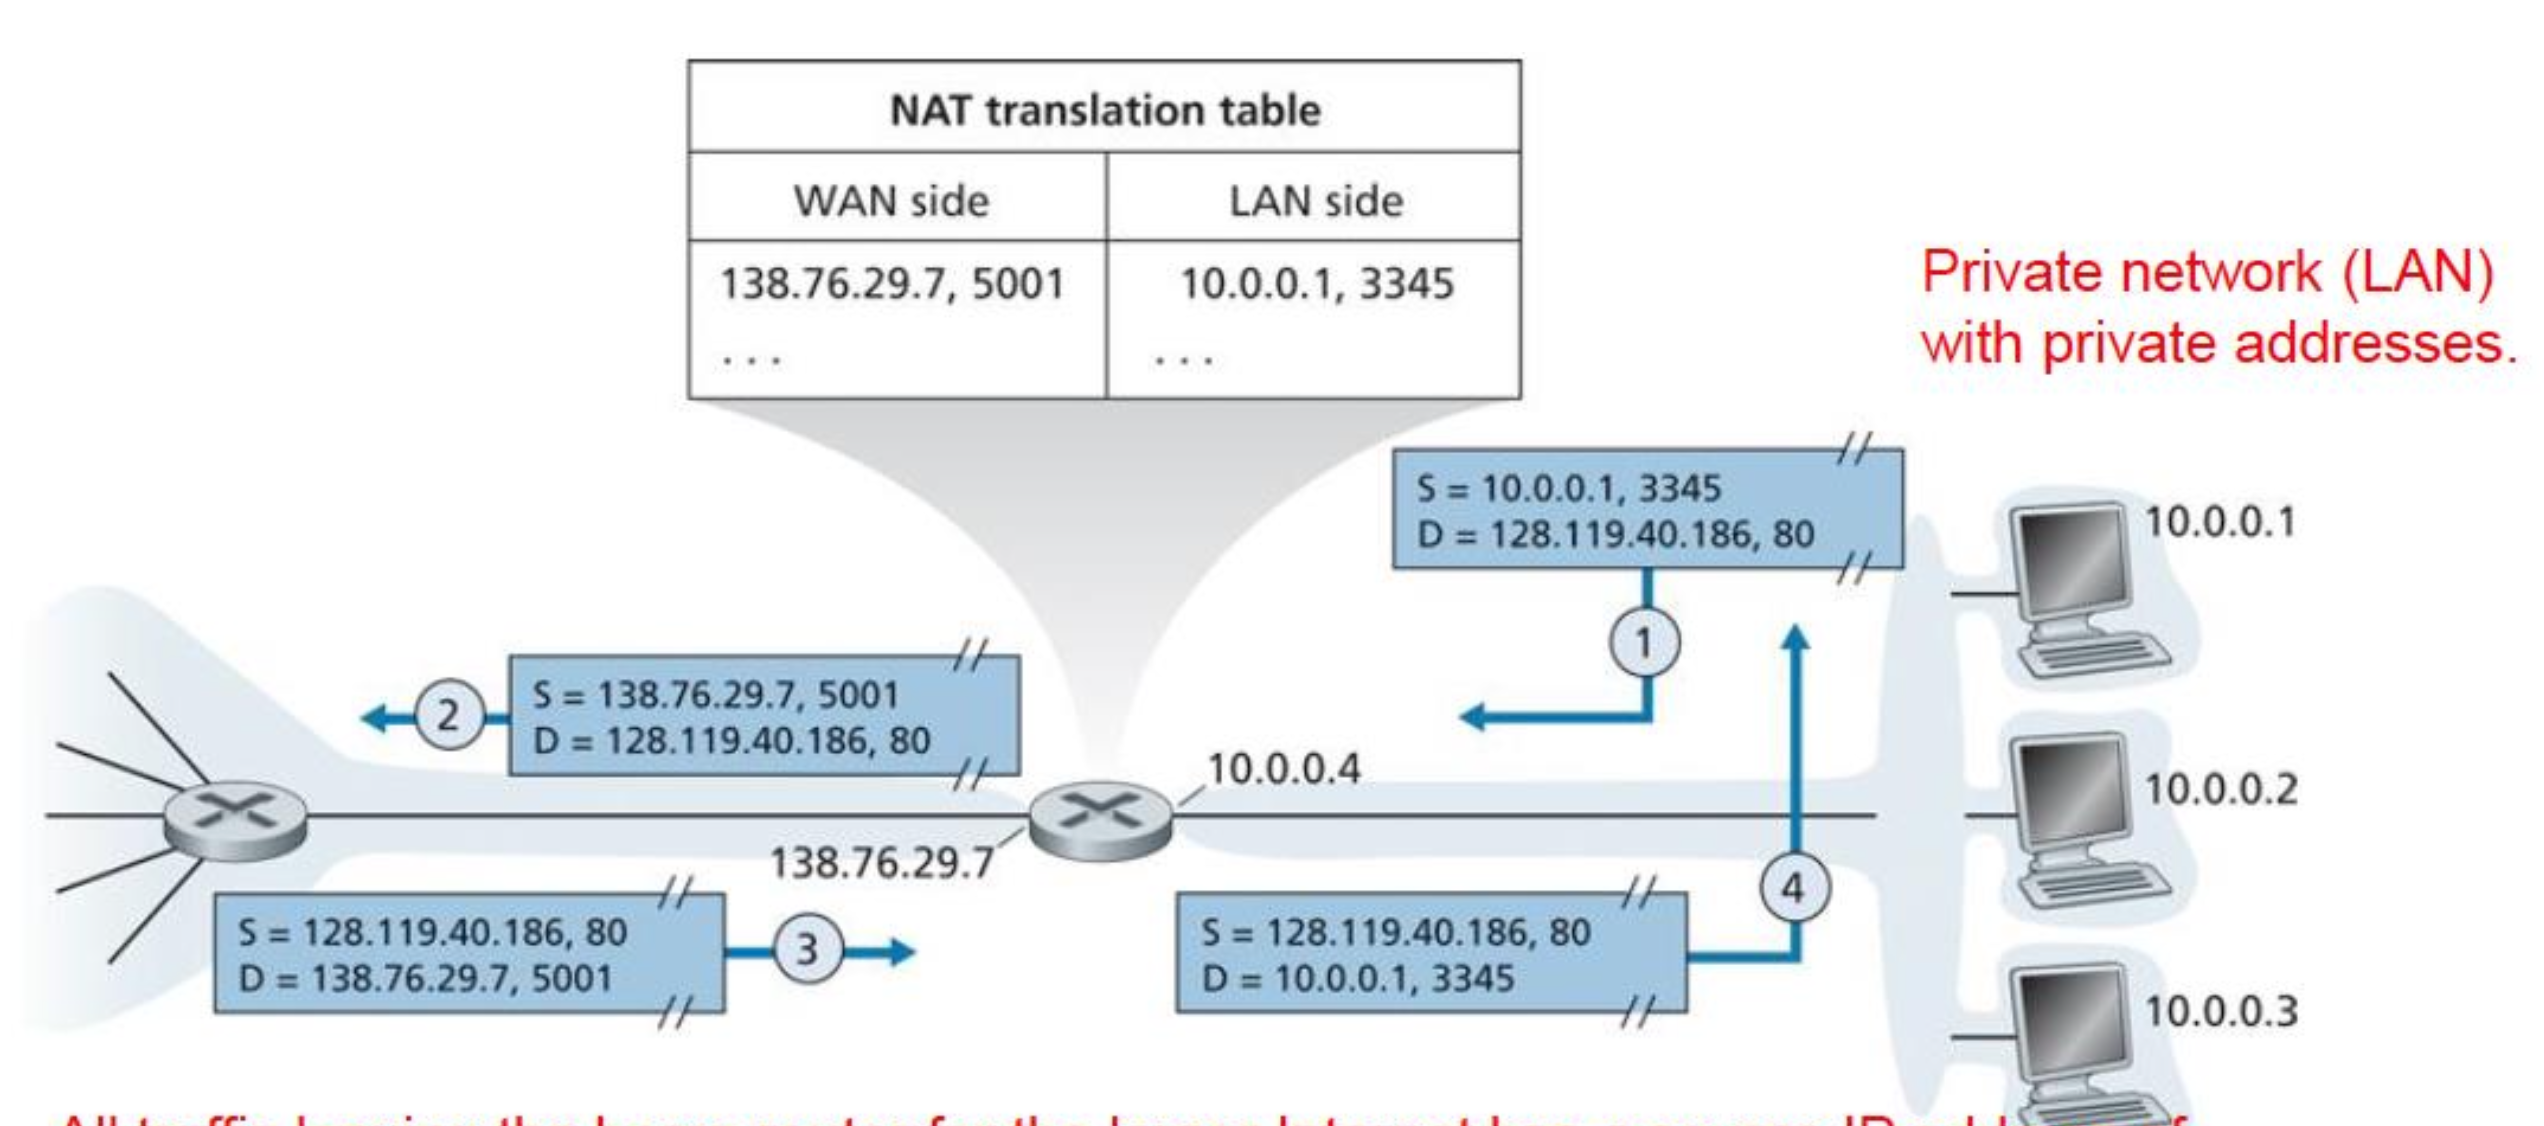 NAT translation table
WAN side
LAN side
138.76.29.7, 5001
10.0.0.1, 3345
. . .
. . .
Private network (LAN)
with private addresses.
S = 10.0.0.1, 3345
D = 128.119.40.186, 80
10.0.0.1
1
2
S = 138.76.29.7, 5001
D = 128.119.40.186, 80
10.0.0.4
10.0.0.2
138.76.29.7
4
S = 128.119.40.186, 80
D = 138.76.29.7, 5001
3
S = 128.119.40.186, 80
D = 10.0.0.1, 3345
10.0.0.3